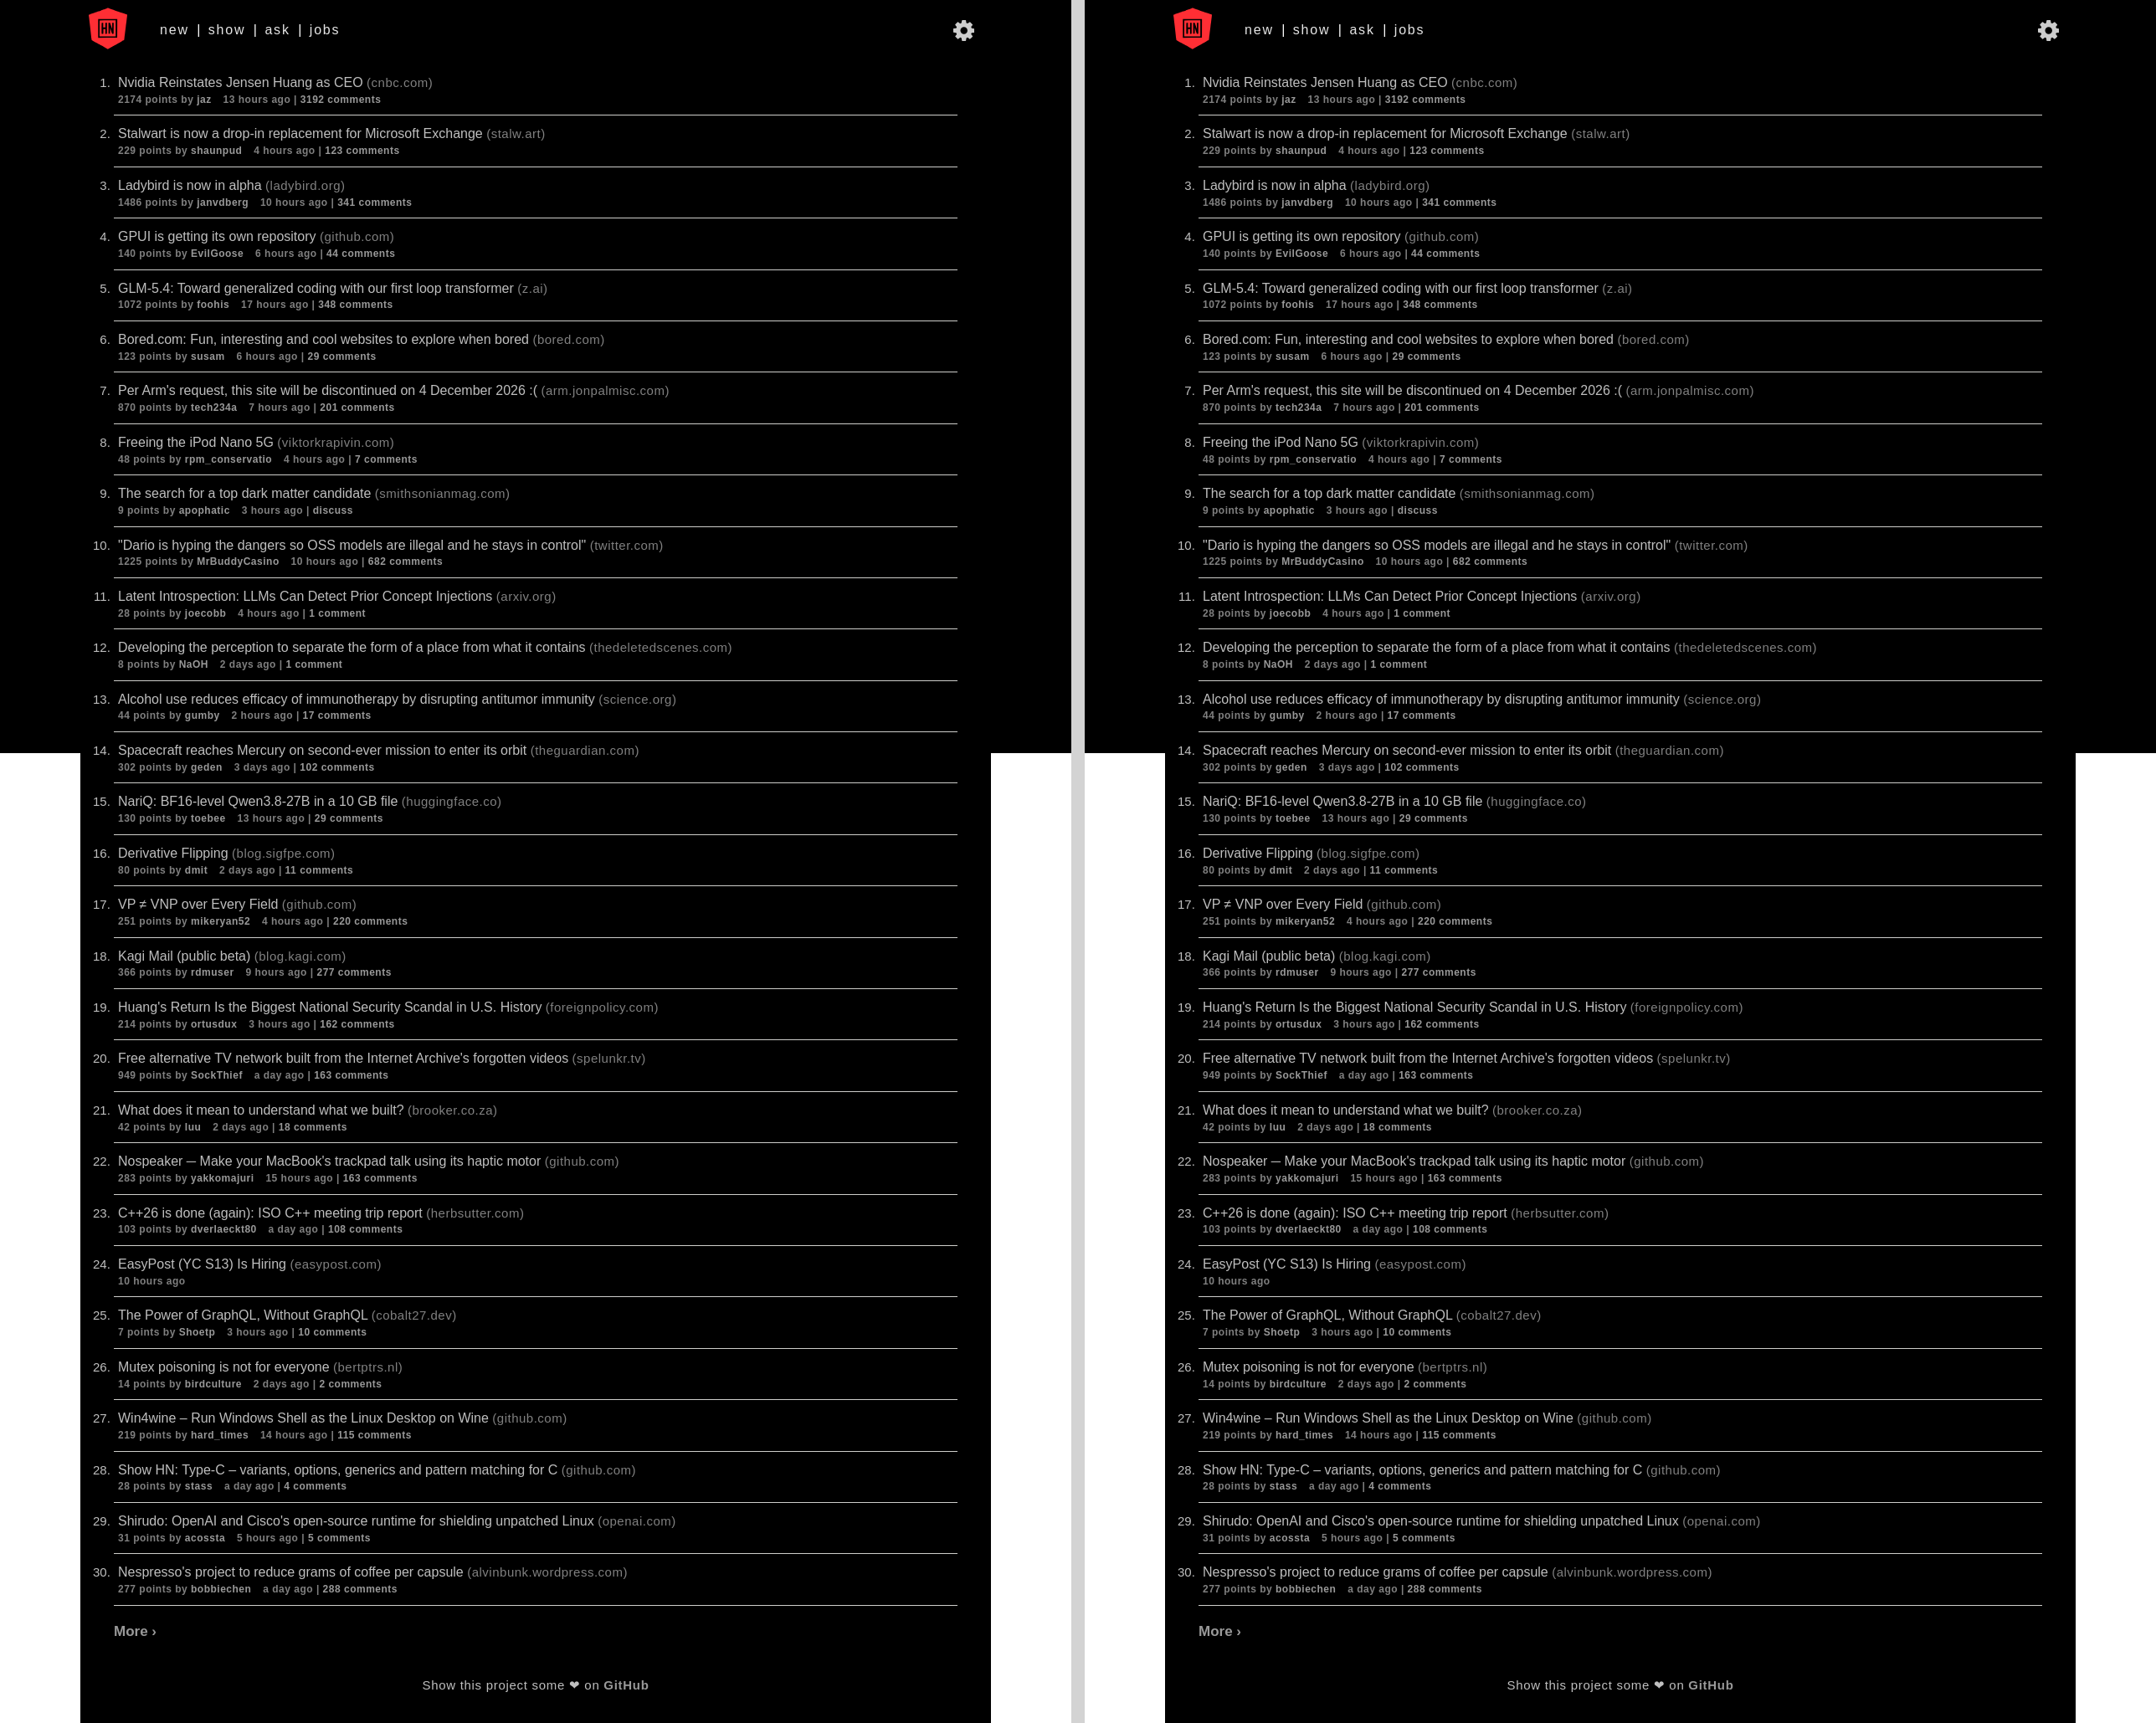 HN
new | show | ask | jobs
1. Nvidia Reinstates Jensen Huang as CEO (cnbc.com)
2174 points by jaz 13 hours ago | 3192 comments
2. Stalwart is now a drop-in replacement for Microsoft Exchange (stalw.art)
229 points by shaunpud 4 hours ago | 123 comments
3. Ladybird is now in alpha (ladybird.org)
1486 points by janvdberg 10 hours ago | 341 comments
4. GPUI is getting its own repository (github.com)
140 points by EvilGoose 6 hours ago | 44 comments
5. GLM-5.4: Toward generalized coding with our first loop transformer (z.ai)
1072 points by foohis 17 hours ago | 348 comments
6. Bored.com: Fun, interesting and cool websites to explore when bored (bored.com)
123 points by susam 6 hours ago | 29 comments
7. Per Arm's request, this site will be discontinued on 4 December 2026 :( (arm.jonpalmisc.com)
870 points by tech234a 7 hours ago | 201 comments
8. Freeing the iPod Nano 5G (viktorkrapivin.com)
48 points by rpm_conservatio 4 hours ago | 7 comments
9. The search for a top dark matter candidate (smithsonianmag.com)
9 points by apophatic 3 hours ago | discuss
10. "Dario is hyping the dangers so OSS models are illegal and he stays in control" (twitter.com)
1225 points by MrBuddyCasino 10 hours ago | 682 comments
11. Latent Introspection: LLMs Can Detect Prior Concept Injections (arxiv.org)
28 points by joecobb 4 hours ago | 1 comment
12. Developing the perception to separate the form of a place from what it contains (thedeletedscenes.com)
8 points by NaOH 2 days ago | 1 comment
13. Alcohol use reduces efficacy of immunotherapy by disrupting antitumor immunity (science.org)
44 points by gumby 2 hours ago | 17 comments
14. Spacecraft reaches Mercury on second-ever mission to enter its orbit (theguardian.com)
302 points by geden 3 days ago | 102 comments
15. NariQ: BF16-level Qwen3.8-27B in a 10 GB file (huggingface.co)
130 points by toebee 13 hours ago | 29 comments
16. Derivative Flipping (blog.sigfpe.com)
80 points by dmit 2 days ago | 11 comments
17. VP ≠ VNP over Every Field (github.com)
251 points by mikeryan52 4 hours ago | 220 comments
18. Kagi Mail (public beta) (blog.kagi.com)
366 points by rdmuser 9 hours ago | 277 comments
19. Huang's Return Is the Biggest National Security Scandal in U.S. History (foreignpolicy.com)
214 points by ortusdux 3 hours ago | 162 comments
20. Free alternative TV network built from the Internet Archive's forgotten videos (spelunkr.tv)
949 points by SockThief a day ago | 163 comments
21. What does it mean to understand what we built? (brooker.co.za)
42 points by luu 2 days ago | 18 comments
22. Nospeaker — Make your MacBook's trackpad talk using its haptic motor (github.com)
283 points by yakkomajuri 15 hours ago | 163 comments
23. C++26 is done (again): ISO C++ meeting trip report (herbsutter.com)
103 points by dverlaeckt80 a day ago | 108 comments
24. EasyPost (YC S13) Is Hiring (easypost.com)
10 hours ago
25. The Power of GraphQL, Without GraphQL (cobalt27.dev)
7 points by Shoetp 3 hours ago | 10 comments
26. Mutex poisoning is not for everyone (bertptrs.nl)
14 points by birdculture 2 days ago | 2 comments
27. Win4wine – Run Windows Shell as the Linux Desktop on Wine (github.com)
219 points by hard_times 14 hours ago | 115 comments
28. Show HN: Type-C – variants, options, generics and pattern matching for C (github.com)
28 points by stass a day ago | 4 comments
29. Shirudo: OpenAI and Cisco's open-source runtime for shielding unpatched Linux (openai.com)
31 points by acossta 5 hours ago | 5 comments
30. Nespresso's project to reduce grams of coffee per capsule (alvinbunk.wordpress.com)
277 points by bobbiechen a day ago | 288 comments
More ›
Show this project some ❤ on GitHub
HN
new | show | ask | jobs
1. Nvidia Reinstates Jensen Huang as CEO (cnbc.com)
2174 points by jaz 13 hours ago | 3192 comments
2. Stalwart is now a drop-in replacement for Microsoft Exchange (stalw.art)
229 points by shaunpud 4 hours ago | 123 comments
3. Ladybird is now in alpha (ladybird.org)
1486 points by janvdberg 10 hours ago | 341 comments
4. GPUI is getting its own repository (github.com)
140 points by EvilGoose 6 hours ago | 44 comments
5. GLM-5.4: Toward generalized coding with our first loop transformer (z.ai)
1072 points by foohis 17 hours ago | 348 comments
6. Bored.com: Fun, interesting and cool websites to explore when bored (bored.com)
123 points by susam 6 hours ago | 29 comments
7. Per Arm's request, this site will be discontinued on 4 December 2026 :( (arm.jonpalmisc.com)
870 points by tech234a 7 hours ago | 201 comments
8. Freeing the iPod Nano 5G (viktorkrapivin.com)
48 points by rpm_conservatio 4 hours ago | 7 comments
9. The search for a top dark matter candidate (smithsonianmag.com)
9 points by apophatic 3 hours ago | discuss
10. "Dario is hyping the dangers so OSS models are illegal and he stays in control" (twitter.com)
1225 points by MrBuddyCasino 10 hours ago | 682 comments
11. Latent Introspection: LLMs Can Detect Prior Concept Injections (arxiv.org)
28 points by joecobb 4 hours ago | 1 comment
12. Developing the perception to separate the form of a place from what it contains (thedeletedscenes.com)
8 points by NaOH 2 days ago | 1 comment
13. Alcohol use reduces efficacy of immunotherapy by disrupting antitumor immunity (science.org)
44 points by gumby 2 hours ago | 17 comments
14. Spacecraft reaches Mercury on second-ever mission to enter its orbit (theguardian.com)
302 points by geden 3 days ago | 102 comments
15. NariQ: BF16-level Qwen3.8-27B in a 10 GB file (huggingface.co)
130 points by toebee 13 hours ago | 29 comments
16. Derivative Flipping (blog.sigfpe.com)
80 points by dmit 2 days ago | 11 comments
17. VP ≠ VNP over Every Field (github.com)
251 points by mikeryan52 4 hours ago | 220 comments
18. Kagi Mail (public beta) (blog.kagi.com)
366 points by rdmuser 9 hours ago | 277 comments
19. Huang's Return Is the Biggest National Security Scandal in U.S. History (foreignpolicy.com)
214 points by ortusdux 3 hours ago | 162 comments
20. Free alternative TV network built from the Internet Archive's forgotten videos (spelunkr.tv)
949 points by SockThief a day ago | 163 comments
21. What does it mean to understand what we built? (brooker.co.za)
42 points by luu 2 days ago | 18 comments
22. Nospeaker — Make your MacBook's trackpad talk using its haptic motor (github.com)
283 points by yakkomajuri 15 hours ago | 163 comments
23. C++26 is done (again): ISO C++ meeting trip report (herbsutter.com)
103 points by dverlaeckt80 a day ago | 108 comments
24. EasyPost (YC S13) Is Hiring (easypost.com)
10 hours ago
25. The Power of GraphQL, Without GraphQL (cobalt27.dev)
7 points by Shoetp 3 hours ago | 10 comments
26. Mutex poisoning is not for everyone (bertptrs.nl)
14 points by birdculture 2 days ago | 2 comments
27. Win4wine – Run Windows Shell as the Linux Desktop on Wine (github.com)
219 points by hard_times 14 hours ago | 115 comments
28. Show HN: Type-C – variants, options, generics and pattern matching for C (github.com)
28 points by stass a day ago | 4 comments
29. Shirudo: OpenAI and Cisco's open-source runtime for shielding unpatched Linux (openai.com)
31 points by acossta 5 hours ago | 5 comments
30. Nespresso's project to reduce grams of coffee per capsule (alvinbunk.wordpress.com)
277 points by bobbiechen a day ago | 288 comments
More ›
Show this project some ❤ on GitHub